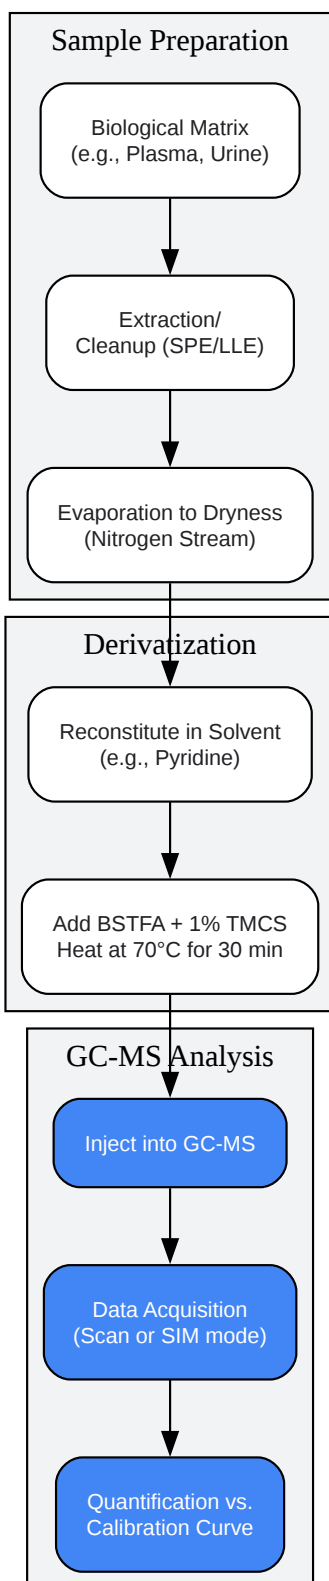 Sample Preparation
Biological Matrix
(e.g., Plasma, Urine)
Extraction/
Cleanup (SPE/LLE)
Evaporation to Dryness
(Nitrogen Stream)
Derivatization
Reconstitute in Solvent
(e.g., Pyridine)
Add BSTFA + 1% TMCS
Heat at 70°C for 30 min
GC-MS Analysis
Inject into GC-MS
Data Acquisition
(Scan or SIM mode)
Quantification vs.
Calibration Curve